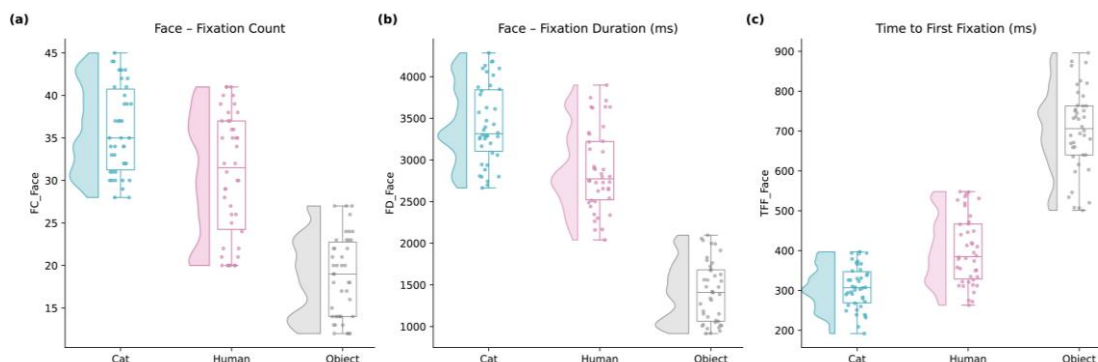 (a)
Face – Fixation Count
FC_Face
45
40
35
30
25
20
15
Cat
Human
Object
(b)
Face – Fixation Duration (ms)
FD_Face
4000
3500
3000
2500
2000
1500
1000
Cat
Human
Object
(c)
Time to First Fixation (ms)
TFF_Face
900
800
700
600
500
400
300
200
Cat
Human
Object